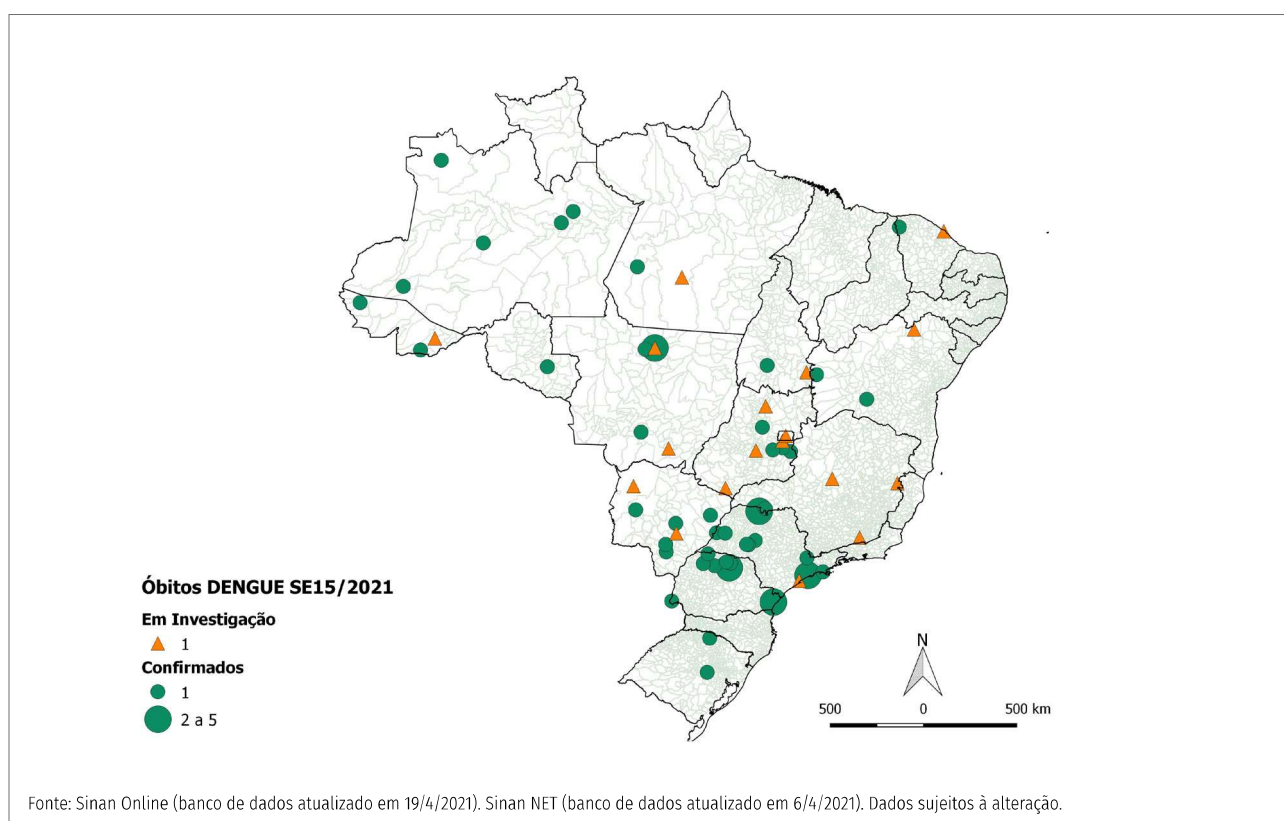 Óbitos DENGUE SE15/2021
Em Investigação
1
Confirmados
1
2 a 5
N
500 0 500 km
Fonte: Sinan Online (banco de dados atualizado em 19/4/2021). Sinan NET (banco de dados atualizado em 6/4/2021). Dados sujeitos à alteração.